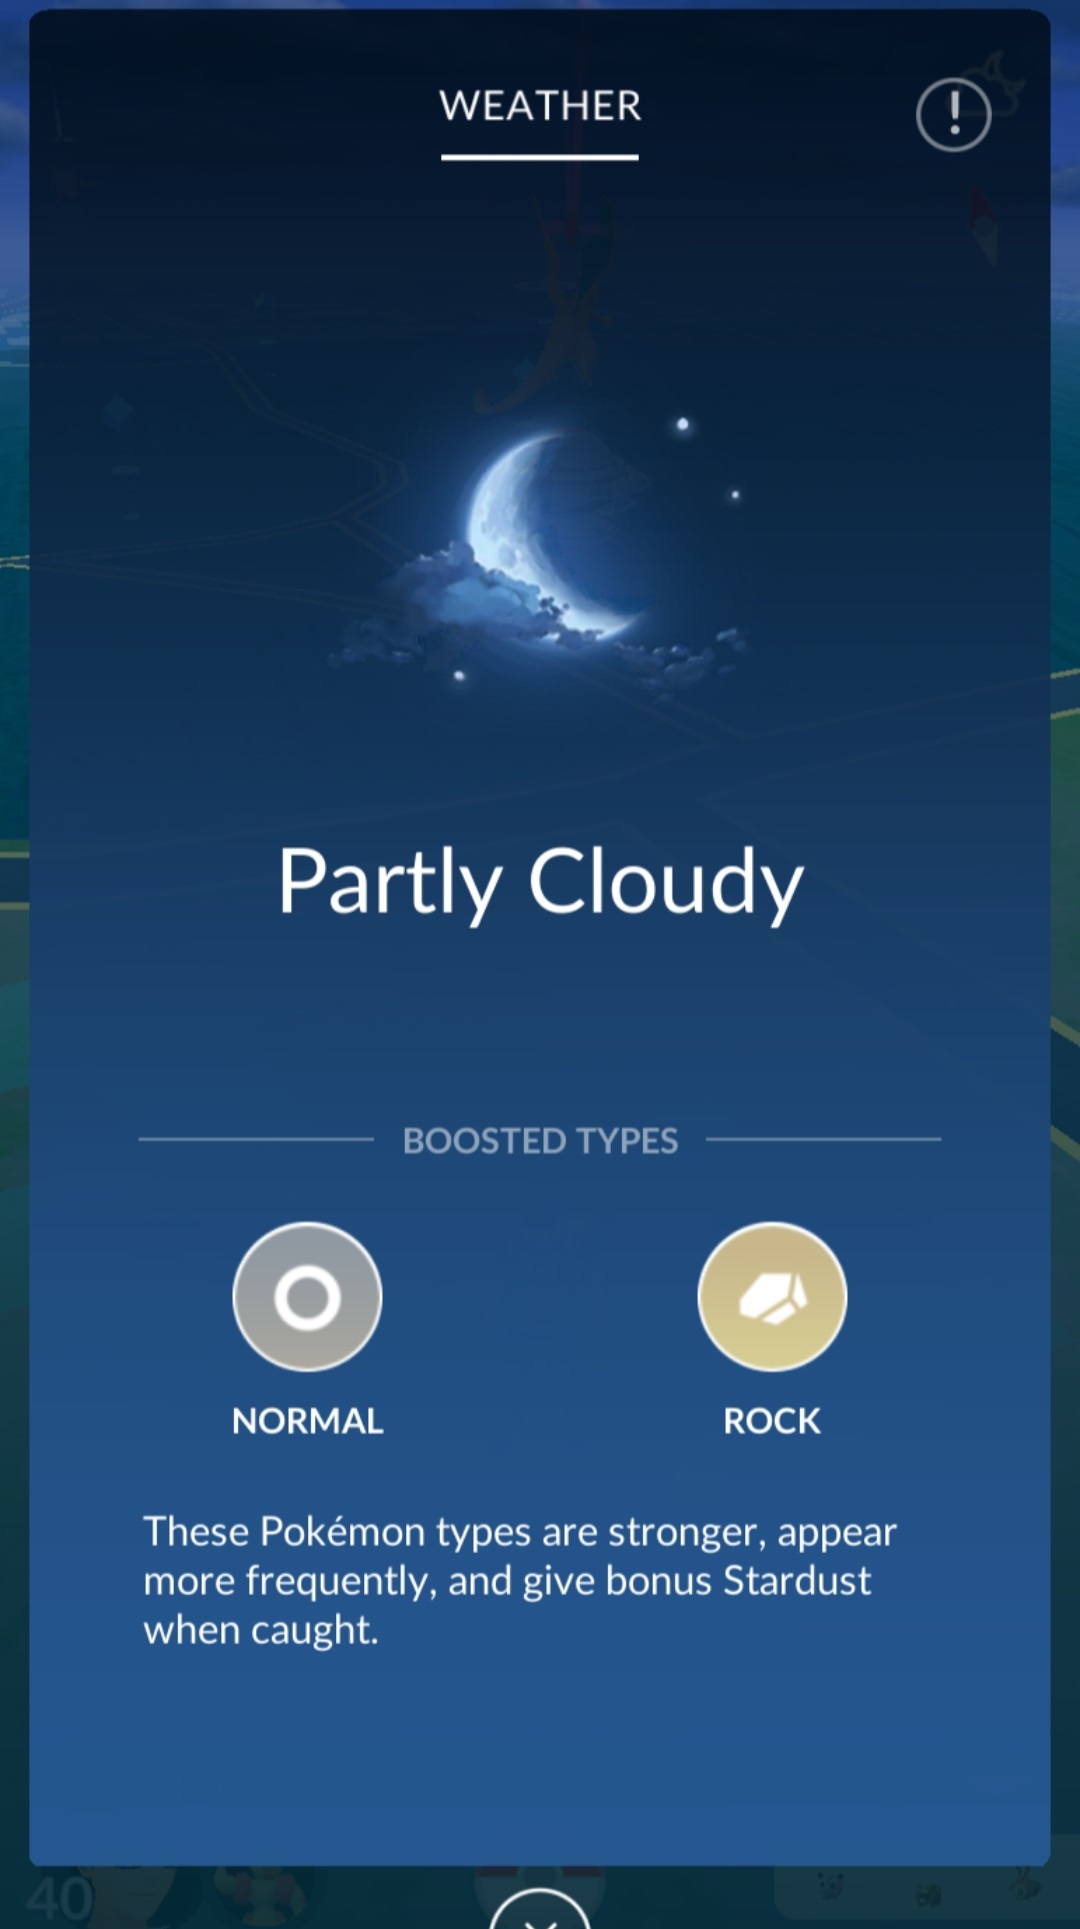 WEATHER
Partly Cloudy
BOOSTED TYPES
NORMAL
ROCK
These Pokémon types are stronger, appear
more frequently, and give bonus Stardust
when caught.
40